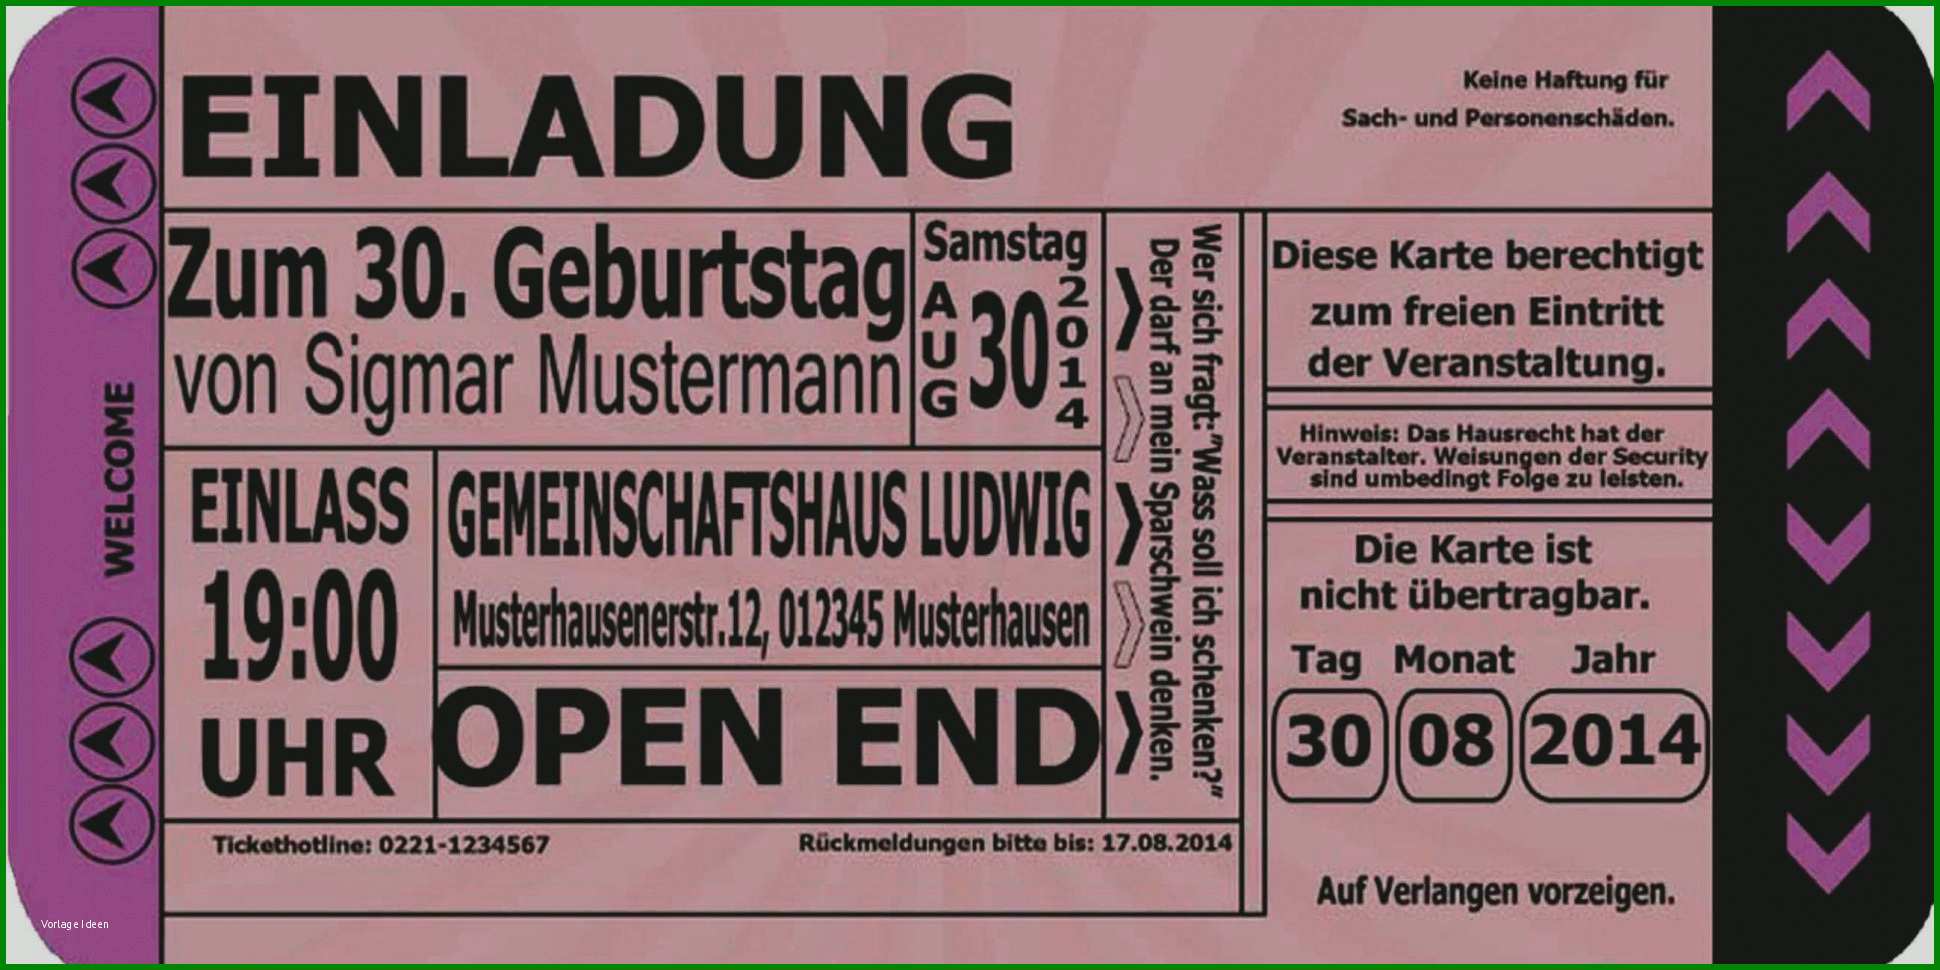 WELCOME
EINLADUNG
Keine Haftung für
Sach- und Personenschäden.
Zum 30. Geburtstag
von Sigmar Mustermann
Samstag
AUG
30
2014
EINLASS
19:00
UHR
GEMEINSCHAFTSHAUS LUDWIG
Musterhausenerstr.12, 012345 Musterhausen
OPEN END
Wer sich fragt:"Wass soll ich schenken?"
Der darf an mein Sparschwein denken.
Tickethotline: 0221-1234567
Rückmeldungen bitte bis: 17.08.2014
Diese Karte berechtigt
zum freien Eintritt
der Veranstaltung.
Hinweis: Das Hausrecht hat der
Veranstalter. Weisungen der Security
sind umbedingt Folge zu leisten.
Die Karte ist
nicht übertragbar.
Tag Monat Jahr
30 08 2014
Auf Verlangen vorzeigen.
Vorlage Ideen